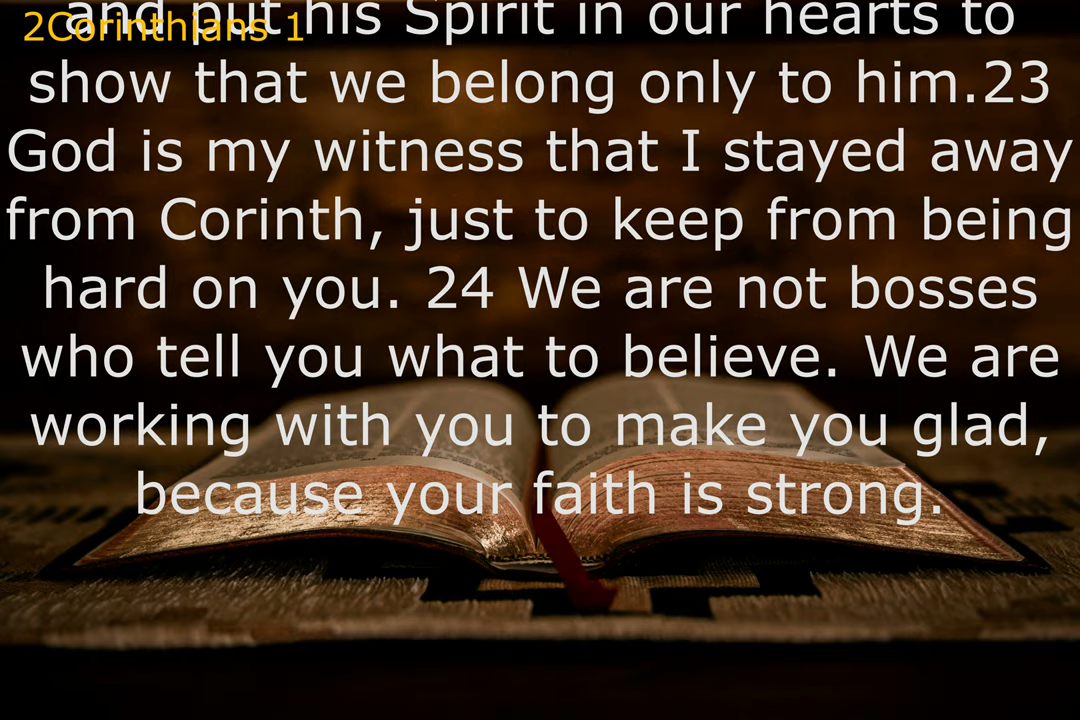 2Corinthians 1
and put his Spirit in our hearts to
show that we belong only to him.23
God is my witness that I stayed away
from Corinth, just to keep from being
hard on you. 24 We are not bosses
who tell you what to believe. We are
working with you to make you glad,
because your faith is strong.